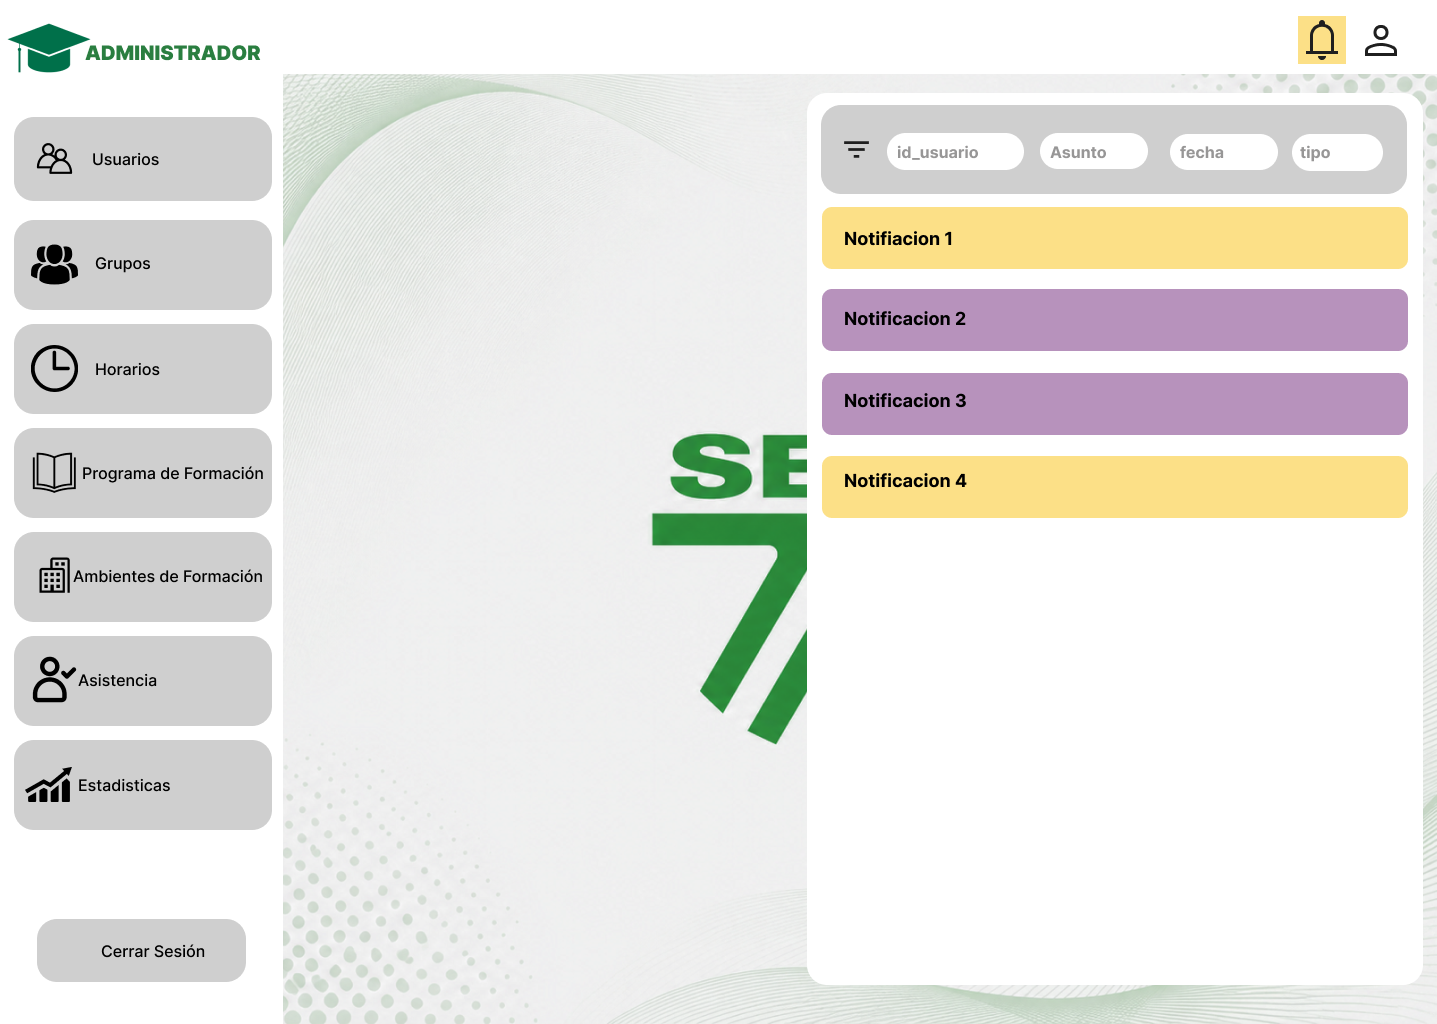 ADMINISTRADOR
Usuarios
Grupos
Horarios
Programa de Formación
Ambientes de Formación
Asistencia
Estadisticas
Cerrar Sesión
id_usuario
Asunto
fecha
tipo
Notifiacion 1
Notificacion 2
Notificacion 3
Notificacion 4